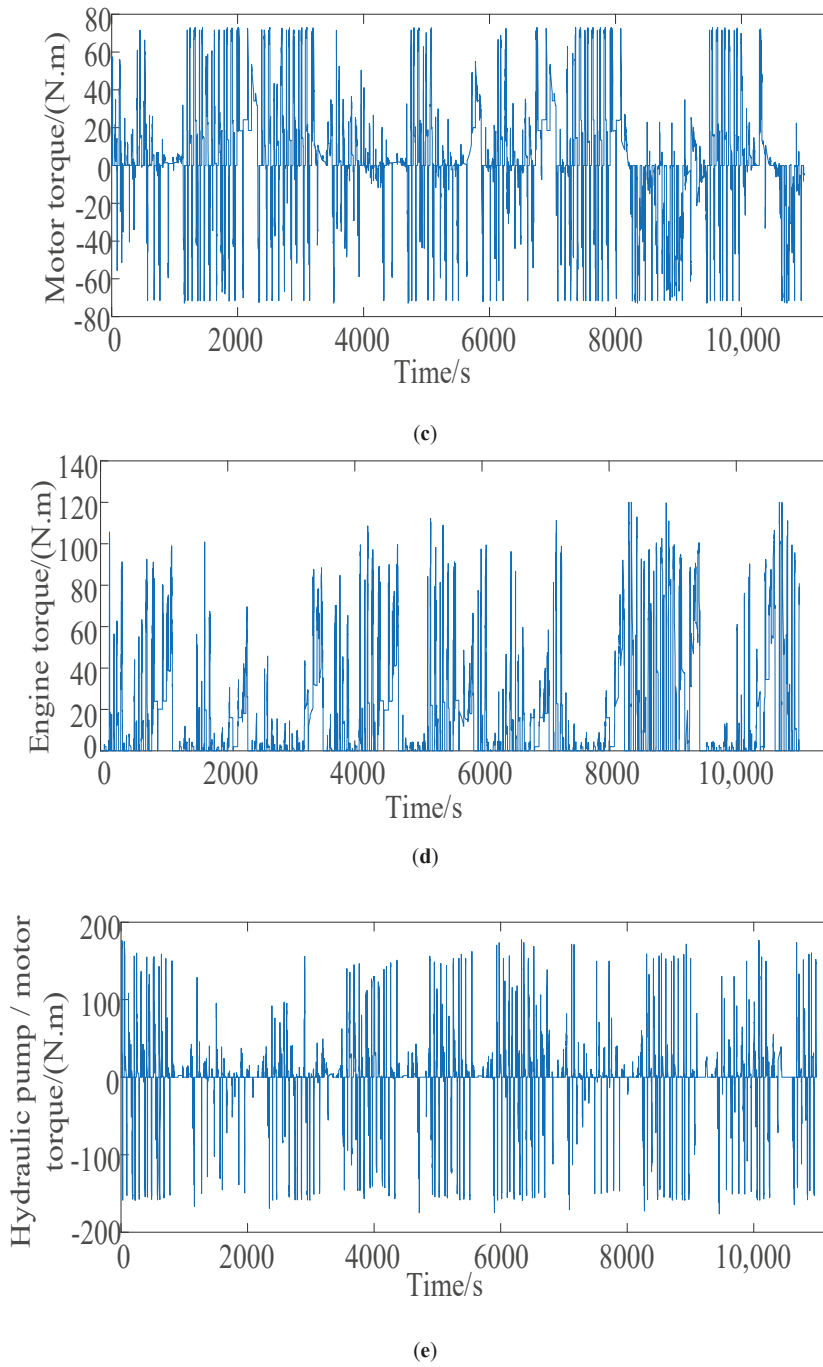 80
60
40
20
0
-20
-40
-60
-80
Motor torque/(N.m)
0 2000 4000 6000 8000 10,000
Time/s
(c)
140
120
100
80
60
40
20
0
Engine torque/(N.m)
0 2000 4000 6000 8000 10,000
Time/s
(d)
200
100
0
-100
-200
Hydraulic pump / motor
torque/(N.m)
0 2000 4000 6000 8000 10,000
Time/s
(e)